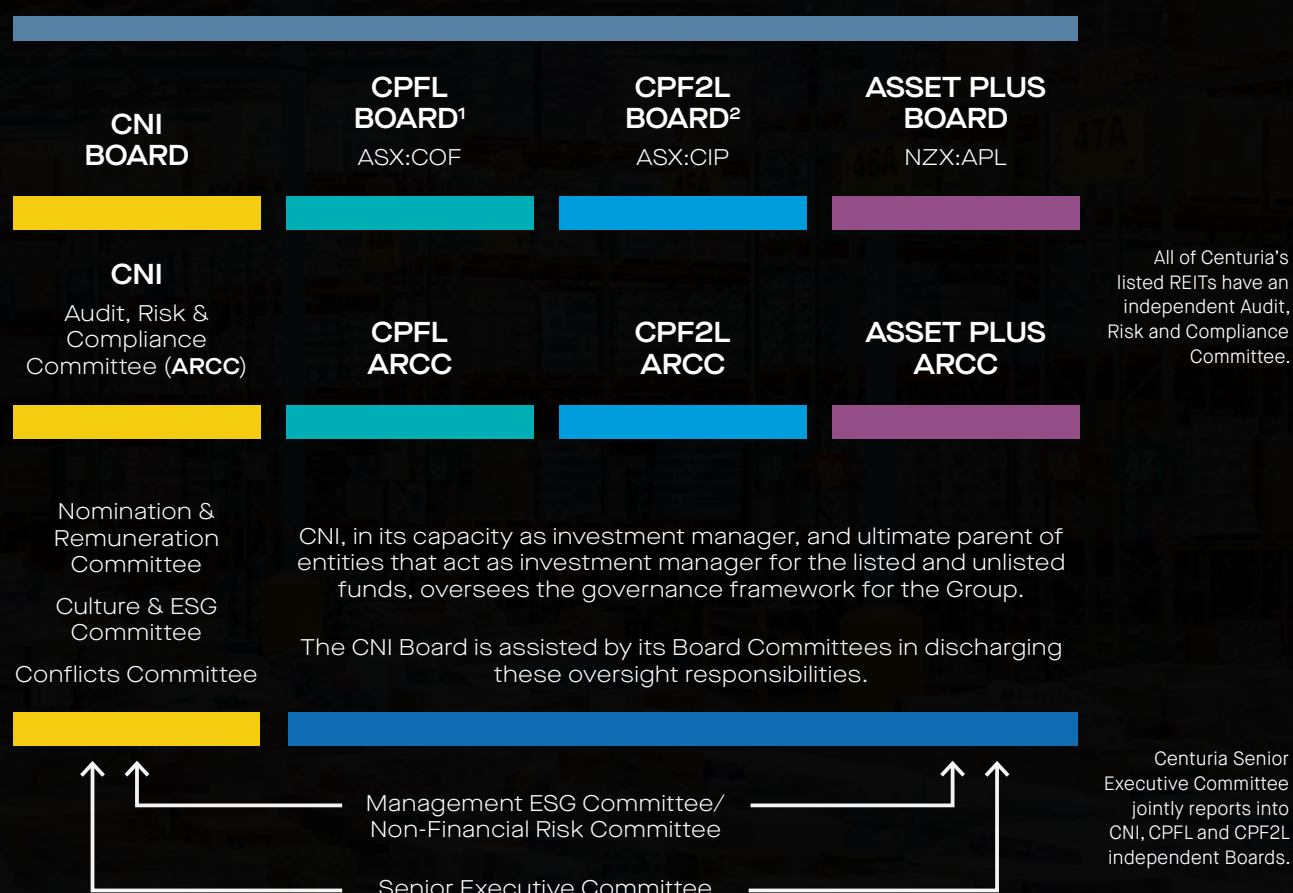 CNI
BOARD
CPFL
BOARD¹
ASX:COF
CPF2L
BOARD²
ASX:CIP
ASSET PLUS
BOARD
NZX:APL
CNI
Audit, Risk &
Compliance
Committee (ARCC)
CPFL
ARCC
CPF2L
ARCC
ASSET PLUS
ARCC
All of Centuria's
listed REITs have an
independent Audit,
Risk and Compliance
Committee.
Nomination &
Remuneration
Committee
Culture & ESG
Committee
Conflicts Committee
CNI, in its capacity as investment manager, and ultimate parent of
entities that act as investment manager for the listed and unlisted
funds, oversees the governance framework for the Group.
The CNI Board is assisted by its Board Committees in discharging
these oversight responsibilities.
Management ESG Committee/
Non-Financial Risk Committee
Senior Executive Committee
Centuria Senior
Executive Committee
jointly reports into
CNI, CPFL and CPF2L
independent Boards.
47A
46A
45A